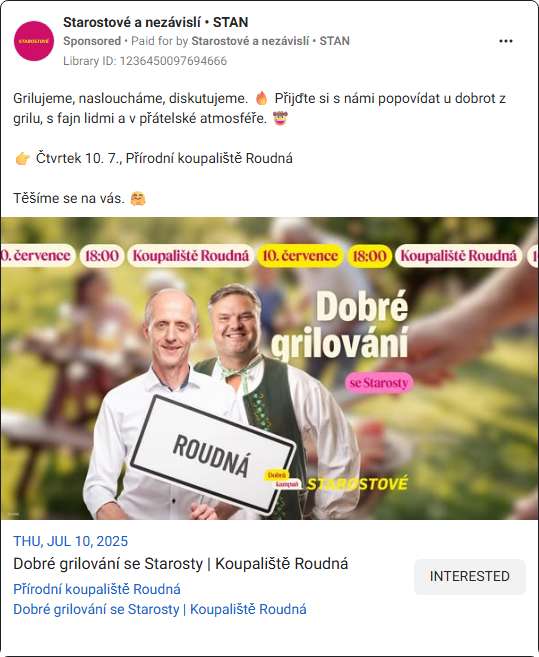 Starostové a nezávislí • STAN
Sponsored • Paid for by Starostové a nezávislí • STAN
Library ID: 1236450097694666
STAROSTOVÉ
Grilujeme, nasloucháme, diskutujeme. 🔥 Přijďte si s námi popovídat u dobrot z
grilu, s fajn lidmi a v přátelské atmosféře. 🤠
👉 Čtvrtek 10. 7., Přírodní koupaliště Roudná
Těšíme se na vás. 🤗
0. července 18:00 Koupaliště Roudná 10. července 18:00 Koupaliště Roudná 1
Dobré
grilování
se Starosty
ROUDNÁ
Dobrá
kampaň
STAROSTOVÉ
THU, JUL 10, 2025
Dobré grilování se Starosty | Koupaliště Roudná
Přírodní koupaliště Roudná
Dobré grilování se Starosty | Koupaliště Roudná
INTERESTED